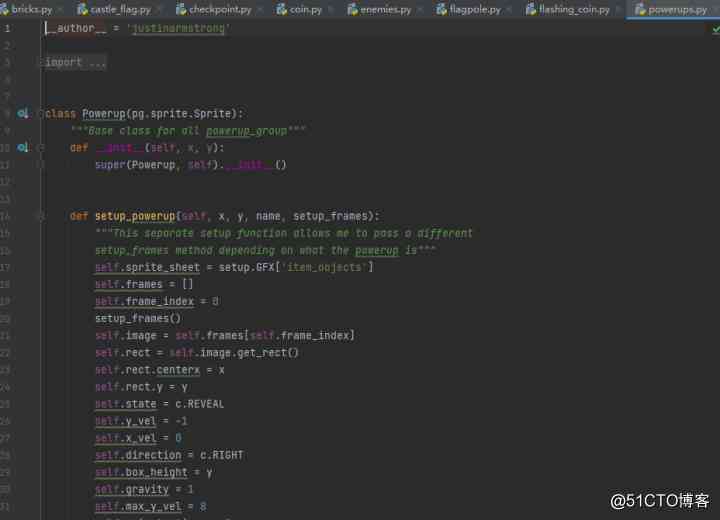 bricks.py × castle_flag.py × checkpoint.py × coin.py × enemies.py × flagpole.py × flashing_coin.py × powerups.py ×
1 __author__ = 'justinarmstrong'
2
3 import ...
6
7
8 class Powerup(pg.sprite.Sprite):
9 """Base class for all powerup_group"""
10 def __init__(self, x, y):
11 super(Powerup, self).__init__()
12
13
14 def setup_powerup(self, x, y, name, setup_frames):
15 """This separate setup function allows me to pass a different
16 setup_frames method depending on what the powerup is"""
17 self.sprite_sheet = setup.GFX['item_objects']
18 self.frames = []
19 self.frame_index = 0
20 setup_frames()
21 self.image = self.frames[self.frame_index]
22 self.rect = self.image.get_rect()
23 self.rect.centerx = x
24 self.rect.y = y
25 self.state = c.REVEAL
26 self.y_vel = -1
27 self.x_vel = 0
28 self.direction = c.RIGHT
29 self.box_height = y
30 self.gravity = 1
31 self.max_y_vel = 8
@51CTO博客